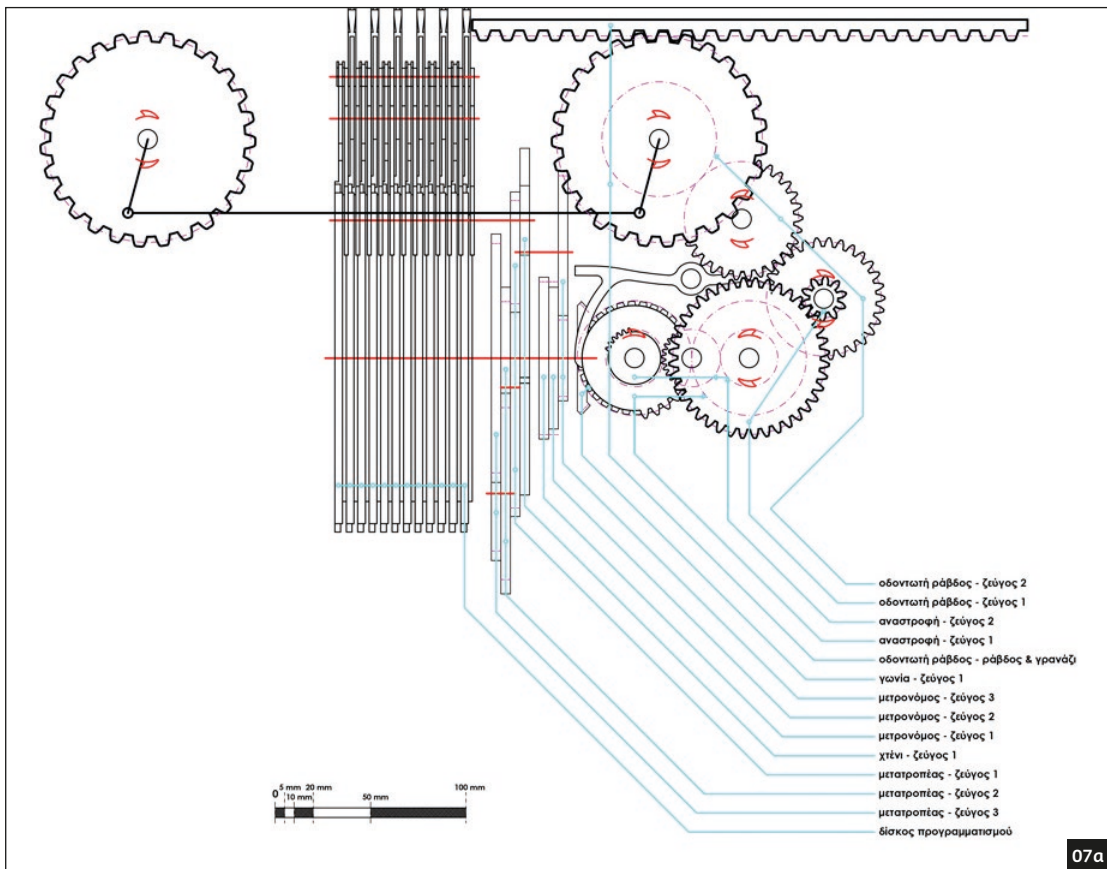 οδοντωτή ράβδος - ζεύγος 2
οδοντωτή ράβδος - ζεύγος 1
αναστροφή - ζεύγος 2
αναστροφή - ζεύγος 1
οδοντωτή ράβδος - ράβδος & γρανάζι
γωνία - ζεύγος 1
μετρονόμος - ζεύγος 3
μετρονόμος - ζεύγος 2
μετρονόμος - ζεύγος 1
χτένι - ζεύγος 1
μετατροπέας - ζεύγος 1
μετατροπέας - ζεύγος 2
μετατροπέας - ζεύγος 3
δίσκος προγραμματισμού
0 5 mm 20 mm 100 mm
10 mm 50 mm
07a